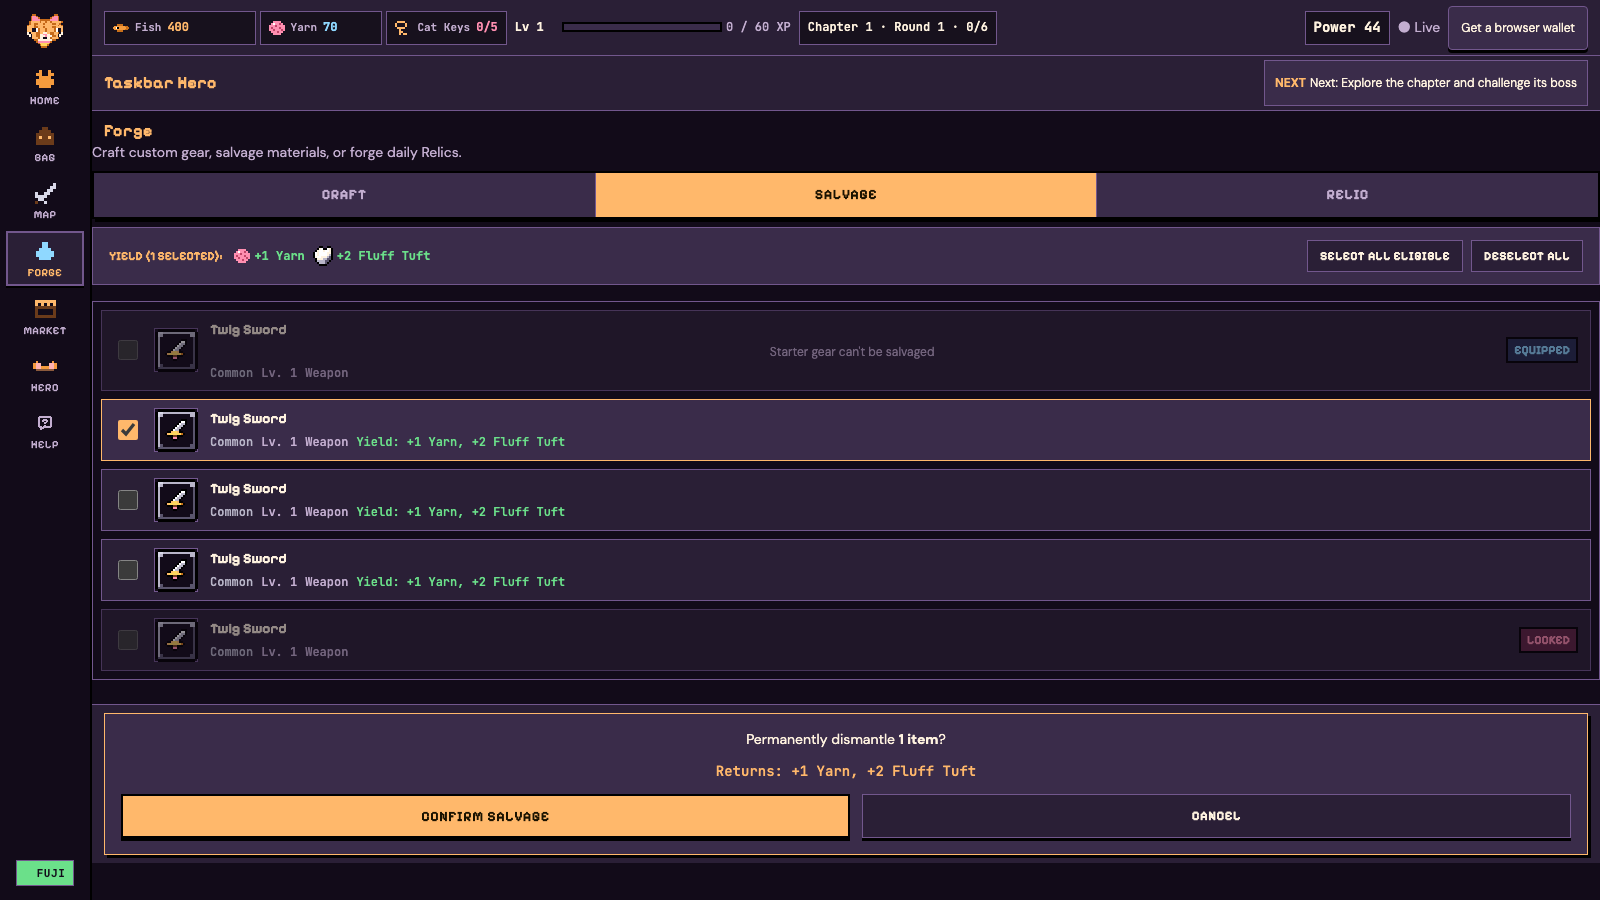 Fish 400
Yarn 70
Cat Keys 0/5
Lv 1
0 / 60 XP
Chapter 1 · Round 1 · 0/6
Power 44
Live
Get a browser wallet
HOME
BAG
MAP
FORGE
MARKET
HERO
HELP
FUJI
Taskbar Hero
NEXT Next: Explore the chapter and challenge its boss
Forge
Craft custom gear, salvage materials, or forge daily Relics.
CRAFT
SALVAGE
RELIC
YIELD (1 SELECTED): +1 Yarn +2 Fluff Tuft
SELECT ALL ELIGIBLE
DESELECT ALL
Twig Sword
Common Lv. 1 Weapon
Starter gear can't be salvaged
EQUIPPED
Twig Sword
Common Lv. 1 Weapon Yield: +1 Yarn, +2 Fluff Tuft
Twig Sword
Common Lv. 1 Weapon Yield: +1 Yarn, +2 Fluff Tuft
Twig Sword
Common Lv. 1 Weapon Yield: +1 Yarn, +2 Fluff Tuft
Twig Sword
Common Lv. 1 Weapon
LOCKED
Permanently dismantle 1 item?
Returns: +1 Yarn, +2 Fluff Tuft
CONFIRM SALVAGE
CANCEL